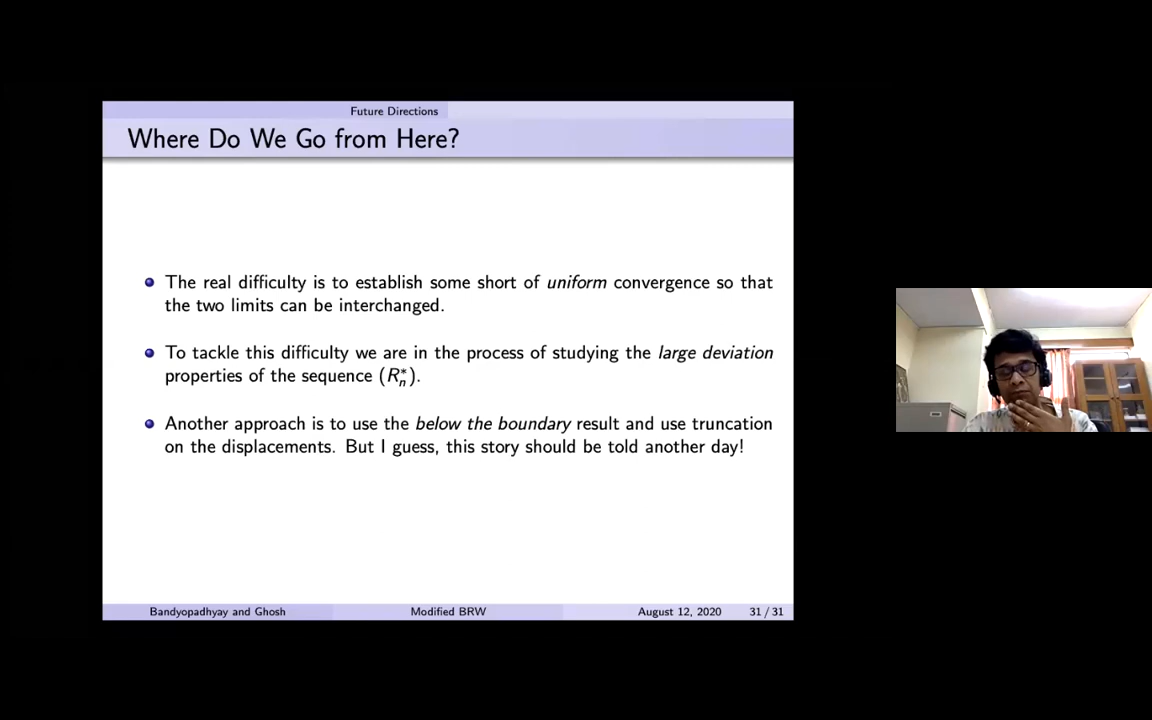 Future Directions
Where Do We Go from Here?
The real difficulty is to establish some short of uniform convergence so that
the two limits can be interchanged.
To tackle this difficulty we are in the process of studying the large deviation
properties of the sequence (R*n).
Another approach is to use the below the boundary result and use truncation
on the displacements. But I guess, this story should be told another day!
Bandyopadhyay and Ghosh Modified BRW August 12, 2020 31 / 31